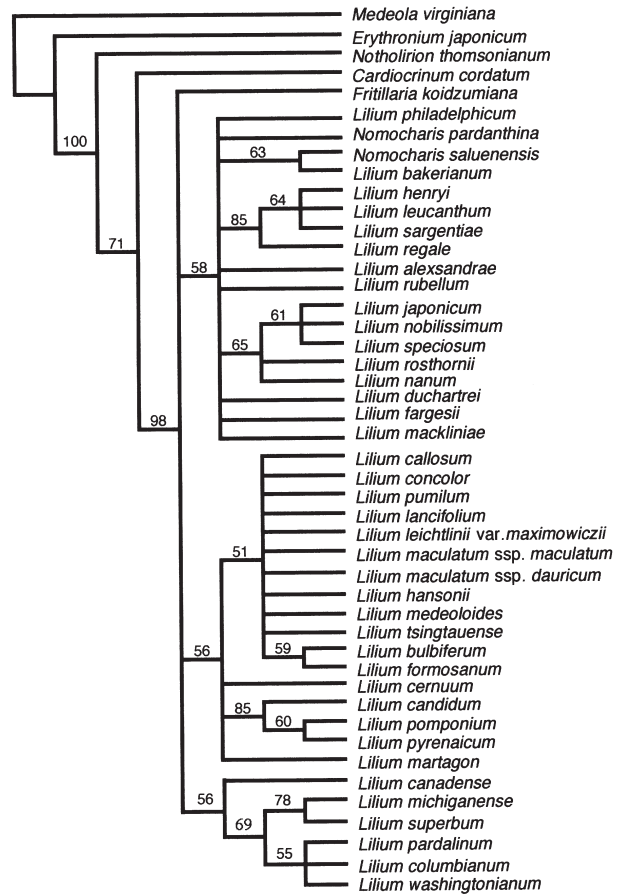 Medeola virginiana
Erythronium japonicum
Notholirion thomsonianum
Cardiocrinum cordatum
Fritillaria koidzumiana
Lilium philadelphicum
Nomocharis pardanthina
100
63
Nomocharis saluenensis
Lilium bakerianum
Lilium henryi
64
Lilium leucanthum
85
Lilium sargentiae
71
Lilium regale
58
Lilium alexsandrae
Lilium rubellum
Lilium japonicum
61
Lilium nobilissimum
65
Lilium speciosum
Lilium rosthornii
Lilium nanum
Lilium duchartrei
98
Lilium fargesii
Lilium mackliniae
Lilium callosum
Lilium concolor
Lilium pumilum
Lilium lancifolium
Lilium leichtlinii var.maximowiczii
51
Lilium maculatum ssp. maculatum
Lilium maculatum ssp. dauricum
Lilium hansonii
Lilium medeoloides
Lilium tsingtauense
56
59
Lilium bulbiferum
Lilium formosanum
Lilium cernuum
85
Lilium candidum
60
Lilium pomponium
Lilium pyrenaicum
Lilium martagon
Lilium canadense
56
78
Lilium michiganense
69
Lilium superbum
Lilium pardalinum
55
Lilium columbianum
Lilium washingtonianum